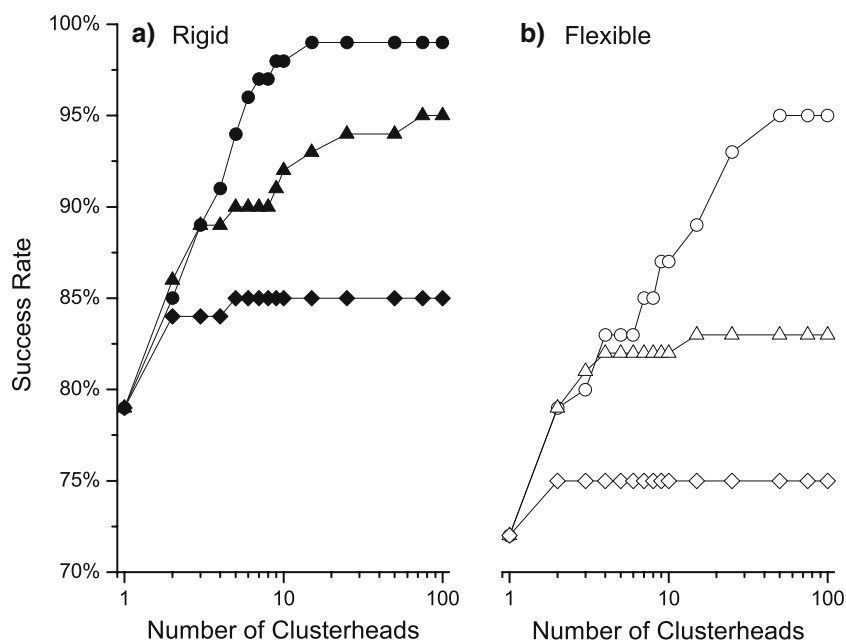 a) Rigid
b) Flexible
100%
95%
90%
85%
80%
75%
70%
Success Rate
1 10 100
1 10 100
Number of Clusterheads
Number of Clusterheads